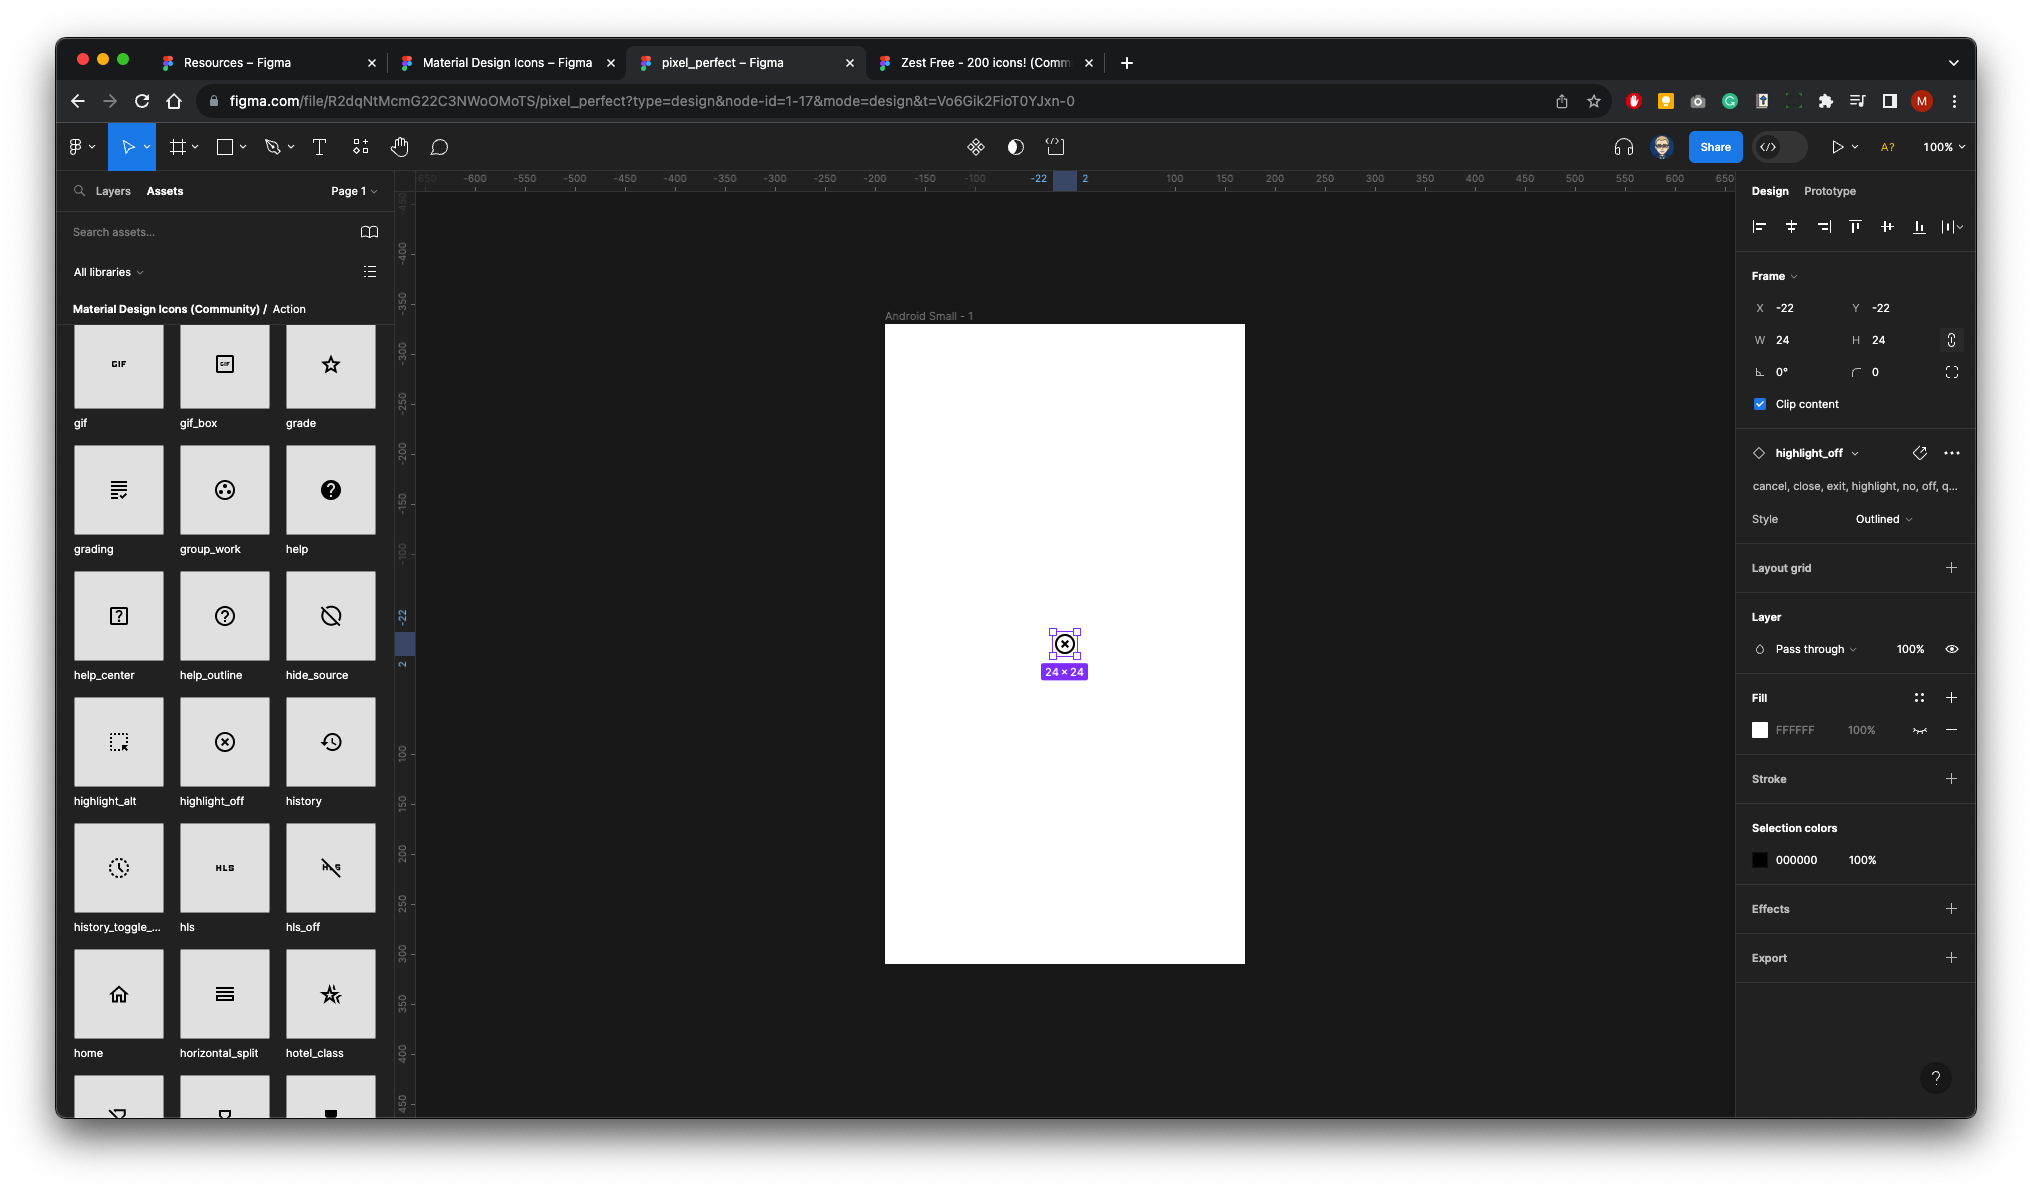 Resources – Figma
Material Design Icons – Figma
pixel_perfect – Figma
Zest Free - 200 icons! (Comm
figma.com/file/R2dqNtMcmG22C3NWoOMoTS/pixel_perfect?type=design&node-id=1-17&mode=design&t=Vo6Gik2FioT0YJxn-0
M
Share
A?
100%
Layers
Assets
Page 1
Search assets...
All libraries
Material Design Icons (Community) / Action
GIF
GIF
gif
gif_box
grade
grading
group_work
help
help_center
help_outline
hide_source
highlight_alt
highlight_off
history
HLS
HLS
history_toggle_...
hls
hls_off
home
horizontal_split
hotel_class
-650
-600
-550
-500
-450
-400
-350
-300
-250
-200
-150
-100
-22
2
100
150
200
250
300
350
400
450
500
550
600
650
-450
-400
-350
-300
-250
-200
-150
-100
-22
2
100
150
200
250
300
350
400
450
Android Small - 1
24 × 24
Design
Prototype
Frame
X -22
Y -22
W 24
H 24
0°
0
Clip content
highlight_off
cancel, close, exit, highlight, no, off, q...
Style
Outlined
Layout grid
Layer
Pass through
100%
Fill
FFFFFF
100%
Stroke
Selection colors
000000
100%
Effects
Export
?